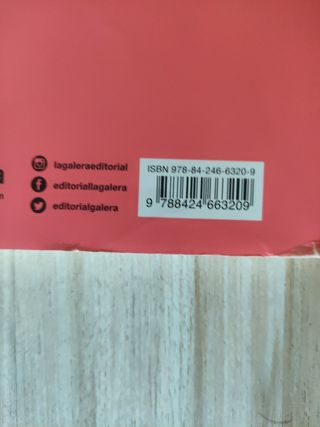 lagaleraeditorial
editoriallagalera
editorialgalera
ISBN 978-84-246-6320-9
9 788424 663209